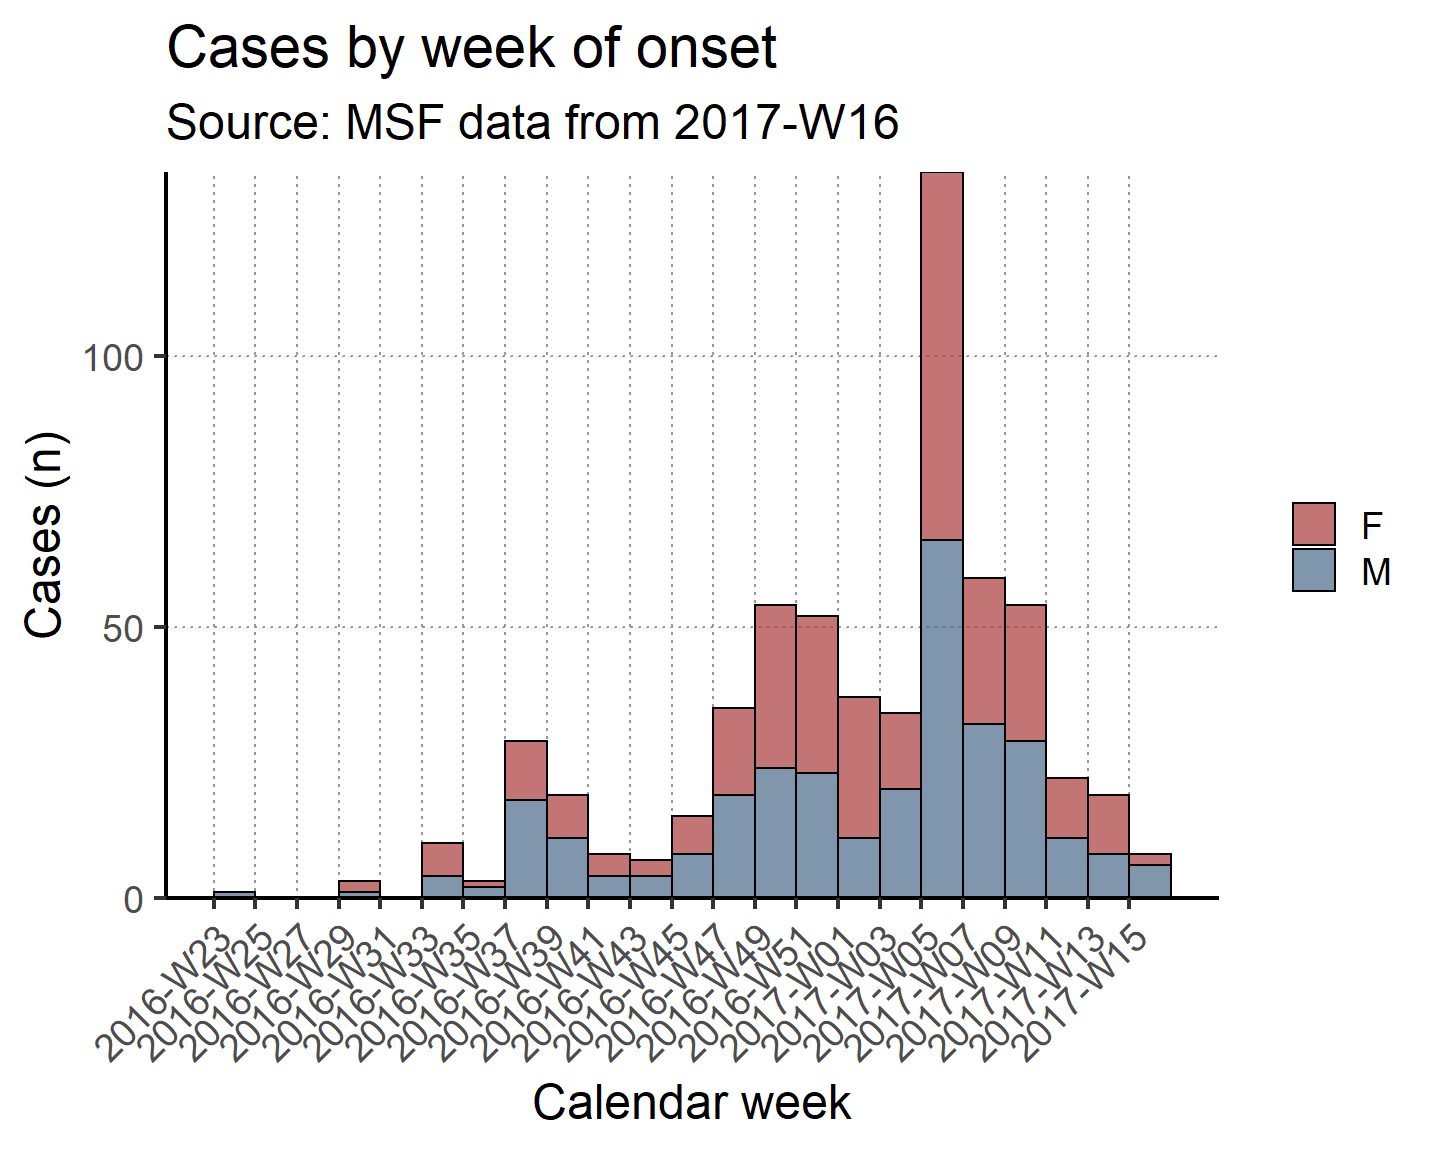 Cases by week of onset
Source: MSF data from 2017-W16
Cases (n)
100
50
0
F
M
2016-W23
2016-W25
2016-W27
2016-W29
2016-W31
2016-W33
2016-W35
2016-W37
2016-W39
2016-W41
2016-W43
2016-W45
2016-W47
2016-W49
2016-W51
2017-W01
2017-W03
2017-W05
2017-W07
2017-W09
2017-W11
2017-W13
2017-W15
Calendar week